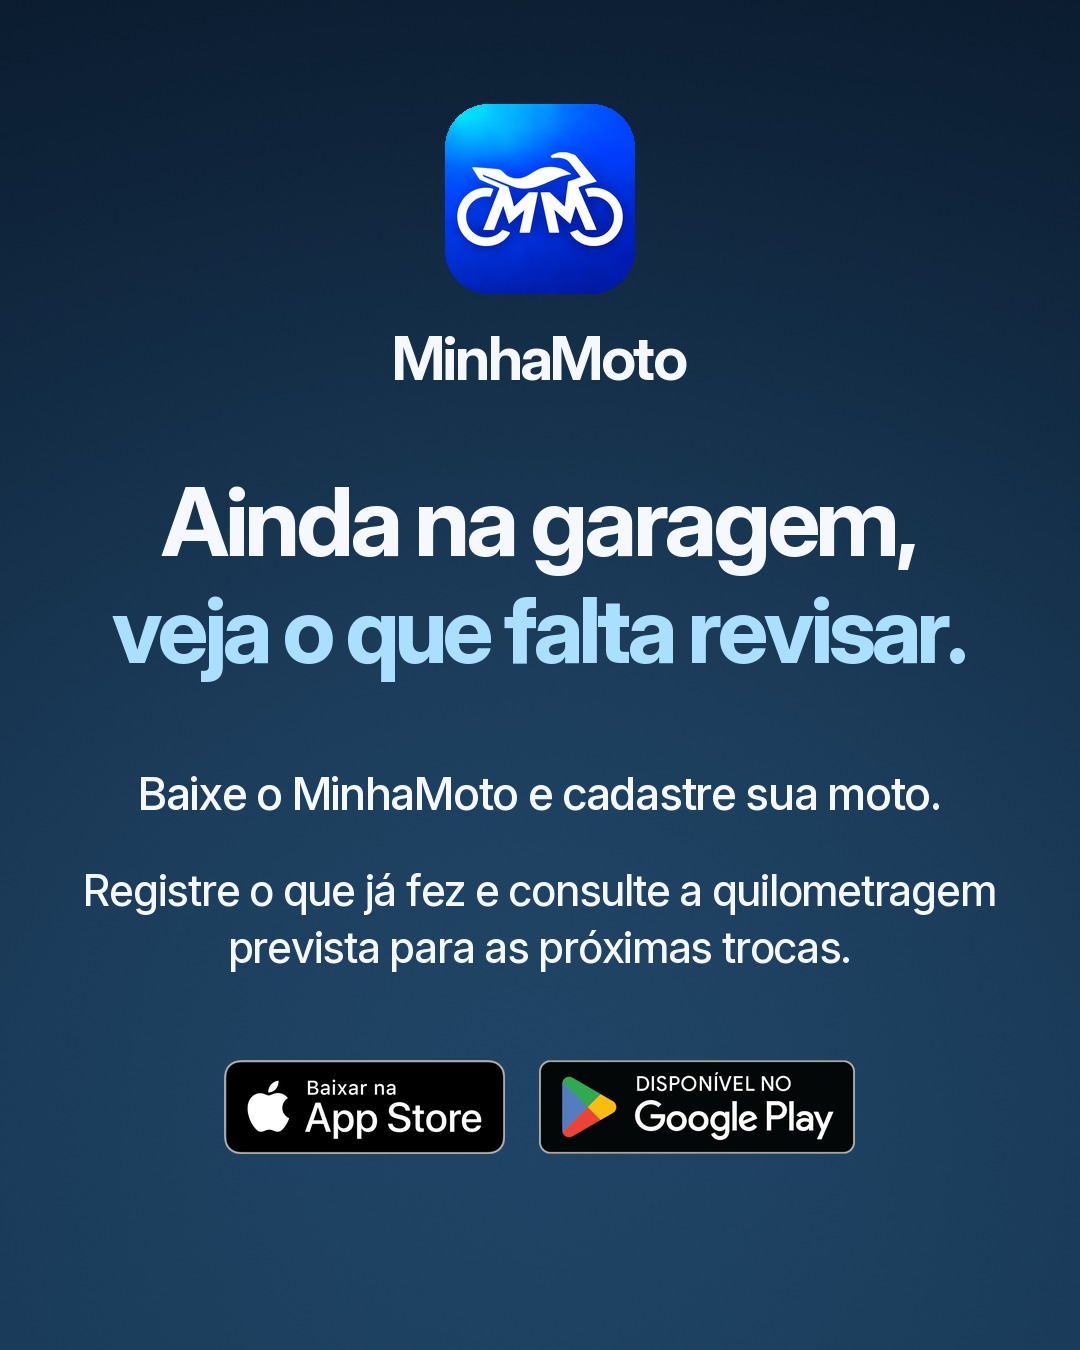 MM
MinhaMoto
Ainda na garagem,
veja o que falta revisar.
Baixe o MinhaMoto e cadastre sua moto.
Registre o que já fez e consulte a quilometragem
prevista para as próximas trocas.
Baixar na
App Store
DISPONÍVEL NO
Google Play